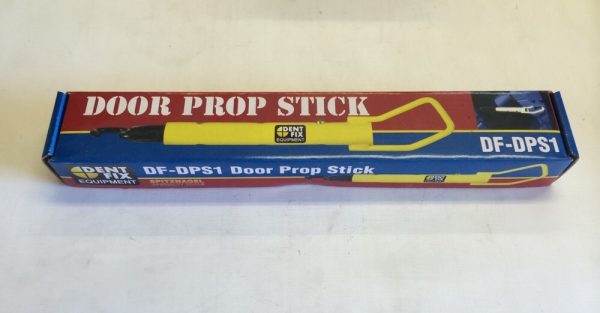 DOOR PROP STICK
DENT
FIX
EQUIPMENT
DF-DPS1
DENT
FIX
EQUIPMENT
DF-DPS1 Door Prop Stick
SPITZNAGEL